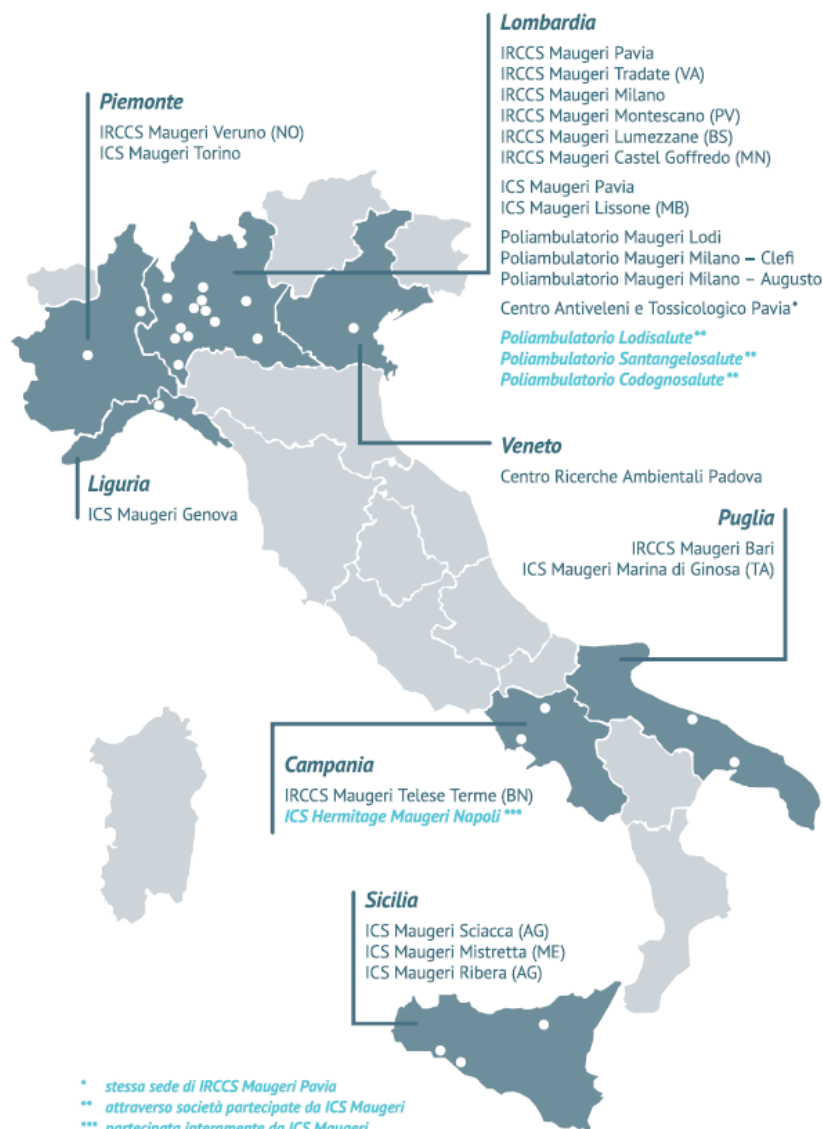 Lombardia
IRCCS Maugeri Pavia
IRCCS Maugeri Tradate (VA)
IRCCS Maugeri Milano
IRCCS Maugeri Montescano (PV)
IRCCS Maugeri Lumezzane (BS)
IRCCS Maugeri Castel Goffredo (MN)
ICS Maugeri Pavia
ICS Maugeri Lissone (MB)
Poliambulatorio Maugeri Lodi
Poliambulatorio Maugeri Milano – Clefi
Poliambulatorio Maugeri Milano – Augusto
Centro Antiveleni e Tossicologico Pavia*
Poliambulatorio Lodisalute**
Poliambulatorio Santangelosalute**
Poliambulatorio Codognosalute**
Piemonte
IRCCS Maugeri Veruno (NO)
ICS Maugeri Torino
Veneto
Centro Ricerche Ambientali Padova
Liguria
ICS Maugeri Genova
Puglia
IRCCS Maugeri Bari
ICS Maugeri Marina di Ginosa (TA)
Campania
IRCCS Maugeri Telese Terme (BN)
ICS Hermitage Maugeri Napoli ***
Sicilia
ICS Maugeri Sciacca (AG)
ICS Maugeri Mistretta (ME)
ICS Maugeri Ribera (AG)
* stessa sede di IRCCS Maugeri Pavia
** attraverso società partecipate da ICS Maugeri
*** partecipata interamente da ICS Maugeri